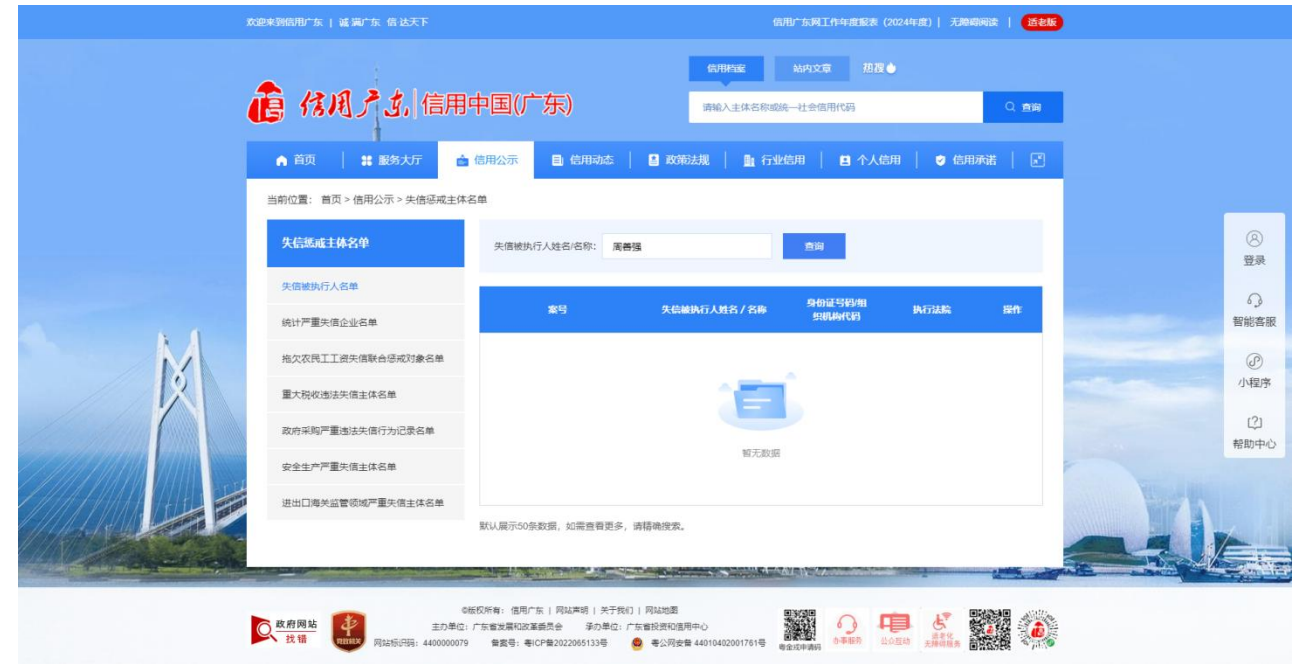 欢迎来到信用广东 | 诚 满广东 信 达天下
信用广东网工作年度报表 (2024年度) | 无障碍阅读 | 适老版
信用档案 站内文章 热搜
信用广东 信用中国(广东)
请输入主体名称或统一社会信用代码 查询
首页 服务大厅 信用公示 信用动态 政策法规 行业信用 个人信用 信用承诺
当前位置: 首页 > 信用公示 > 失信惩戒主体名单
失信惩戒主体名单
失信被执行人姓名/名称: 周善强 查询
失信被执行人名单
统计严重失信企业名单
拖欠农民工工资失信联合惩戒对象名单
重大税收违法失信主体名单
政府采购严重违法失信行为记录名单
安全生产严重失信主体名单
进出口海关监管领域严重失信主体名单
案号 失信被执行人姓名 / 名称 身份证号码/组织机构代码 执行法院 操作
暂无数据
默认展示50条数据，如需查看更多，请精确搜索。
登录
智能客服
小程序
帮助中心
政府网站
找错
©版权所有: 信用广东 | 网站声明 | 关于我们 | 网站地图
主办单位: 广东省发展和改革委员会 承办单位: 广东省投资和信用中心
网站标识码: 4400000079 备案号: 粤ICP备2022065133号 粤公网安备 44010402001761号
粤企成申请码
办事服务
公众互动
适老化
无障碍服务